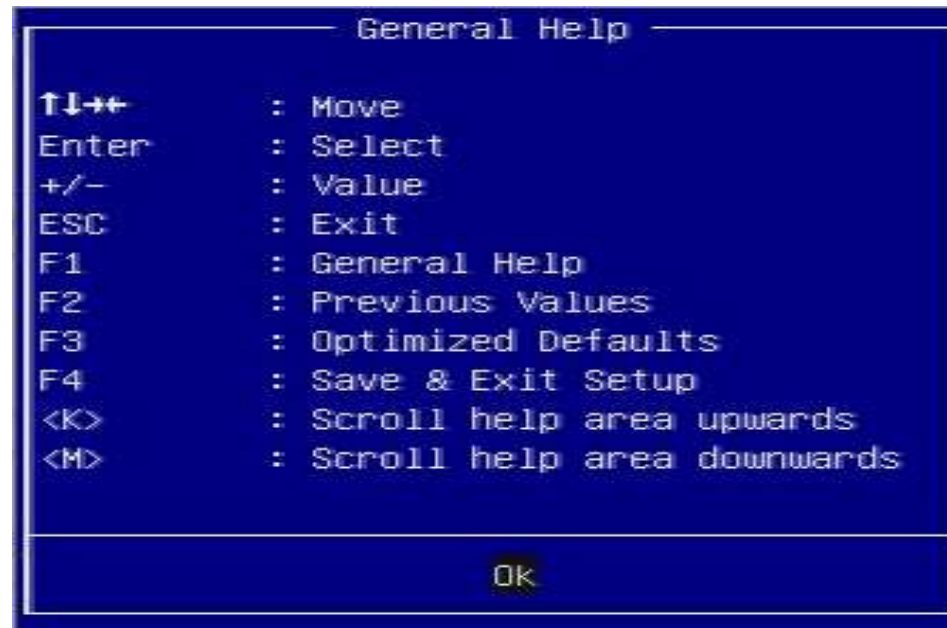 General Help
↑↓→← : Move
Enter : Select
+/- : Value
ESC : Exit
F1 : General Help
F2 : Previous Values
F3 : Optimized Defaults
F4 : Save & Exit Setup
<K> : Scroll help area upwards
<M> : Scroll help area downwards
Ok